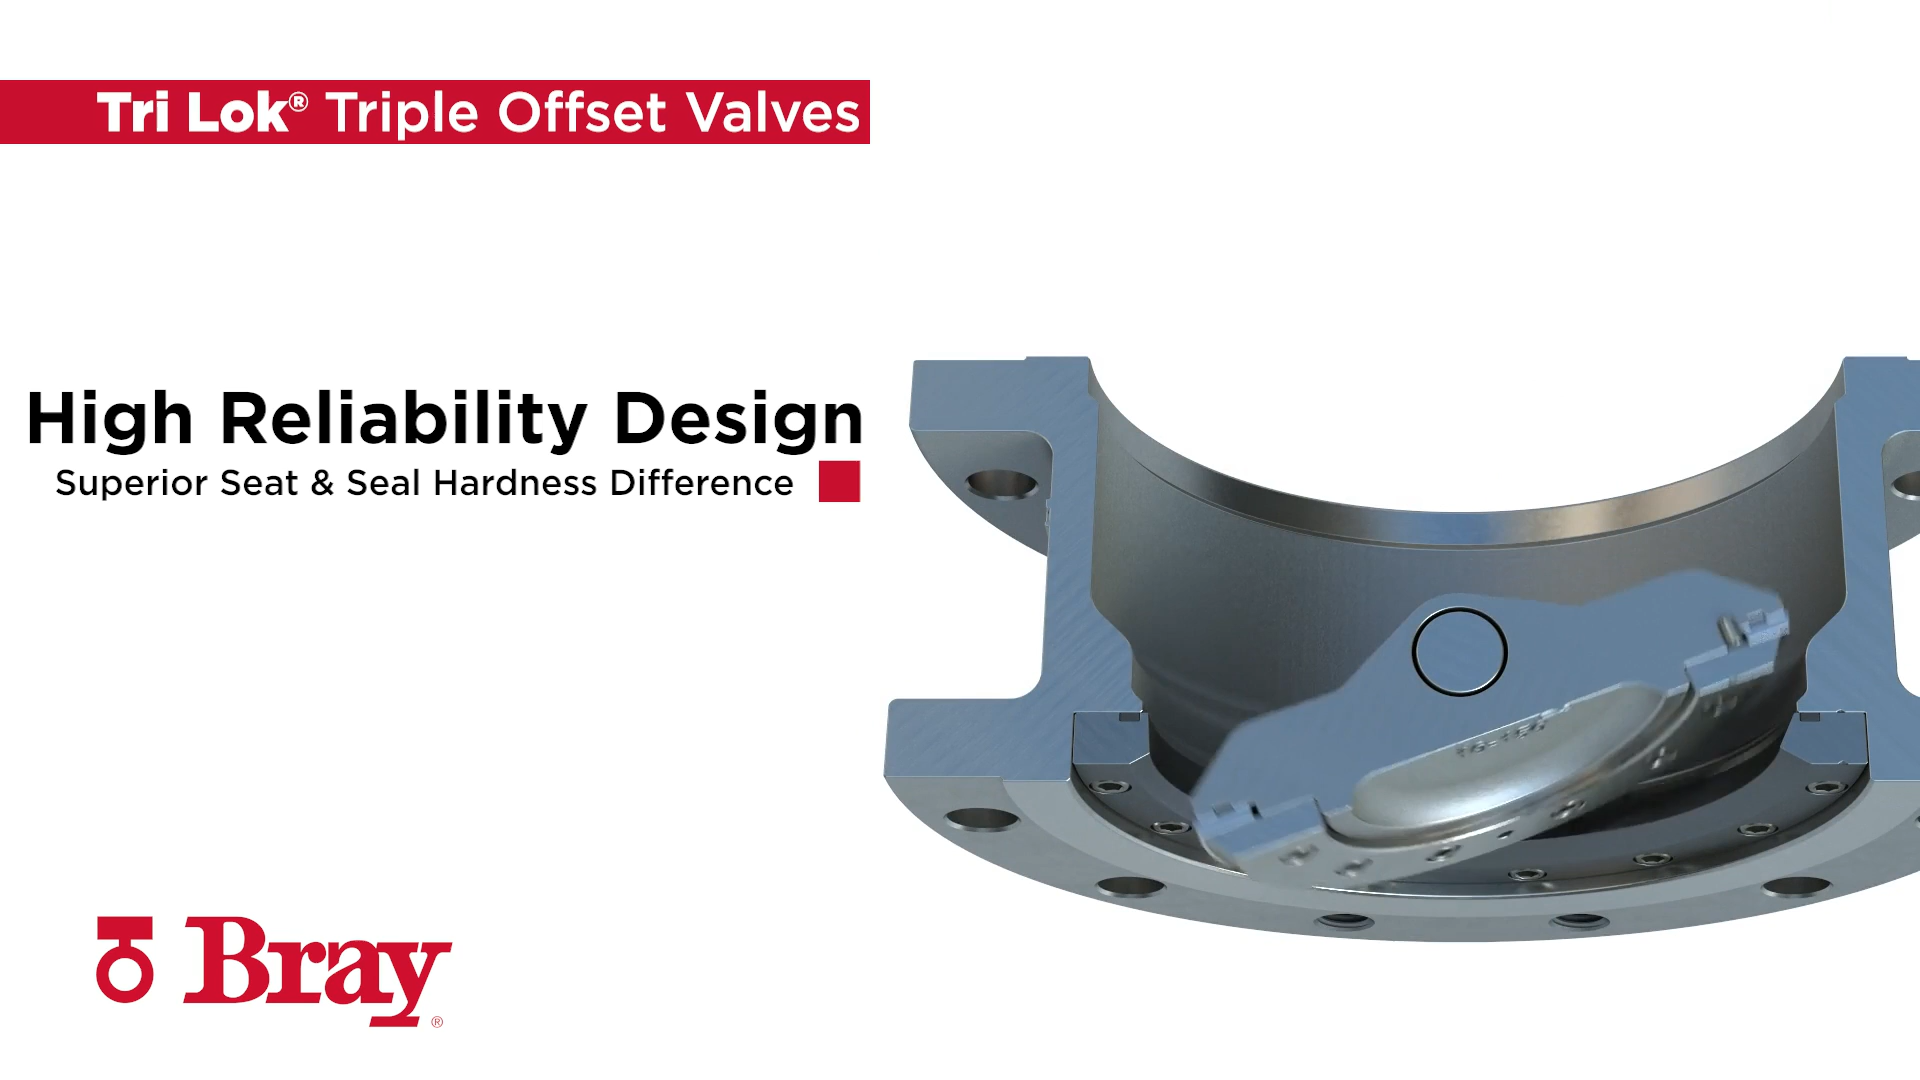 Tri Lok® Triple Offset Valves
High Reliability Design
Superior Seat & Seal Hardness Difference
Bray®